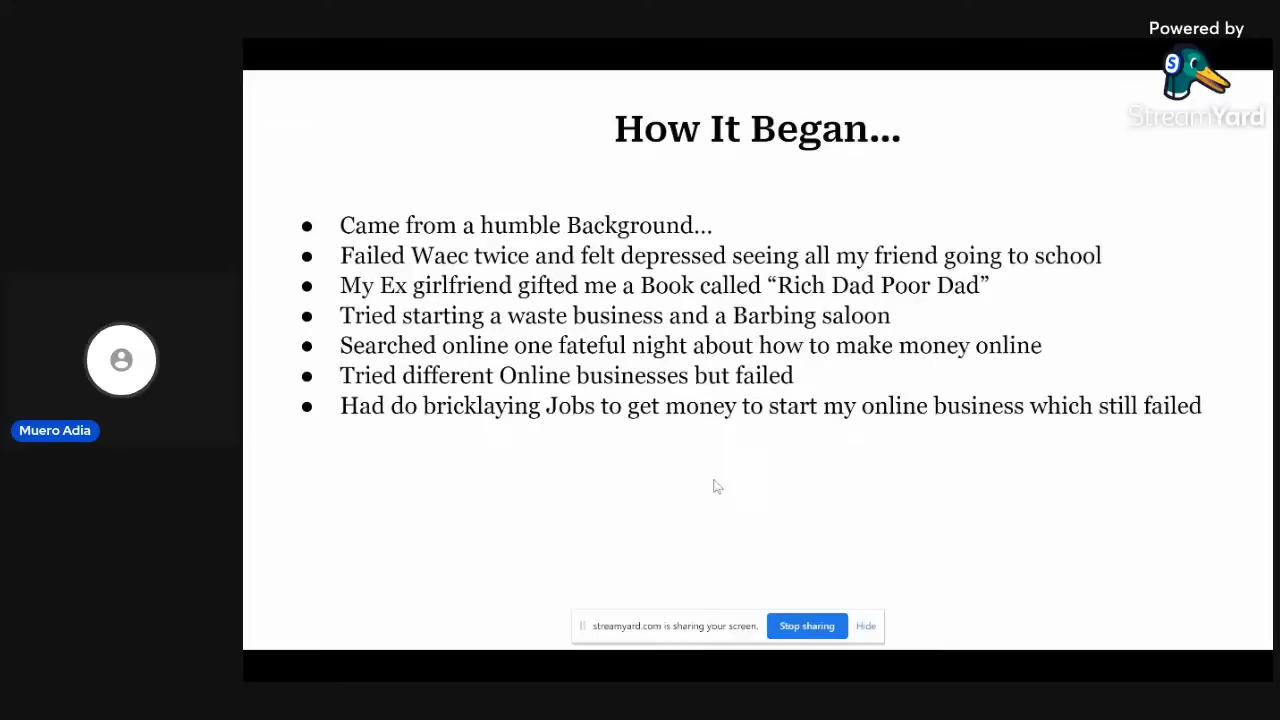 Powered by
S
StreamYard
How It Began...
● Came from a humble Background...
● Failed Waec twice and felt depressed seeing all my friend going to school
● My Ex girlfriend gifted me a Book called “Rich Dad Poor Dad”
● Tried starting a waste business and a Barbing saloon
● Searched online one fateful night about how to make money online
● Tried different Online businesses but failed
● Had do bricklaying Jobs to get money to start my online business which still failed
Muero Adia
streamyard.com is sharing your screen. Stop sharing Hide